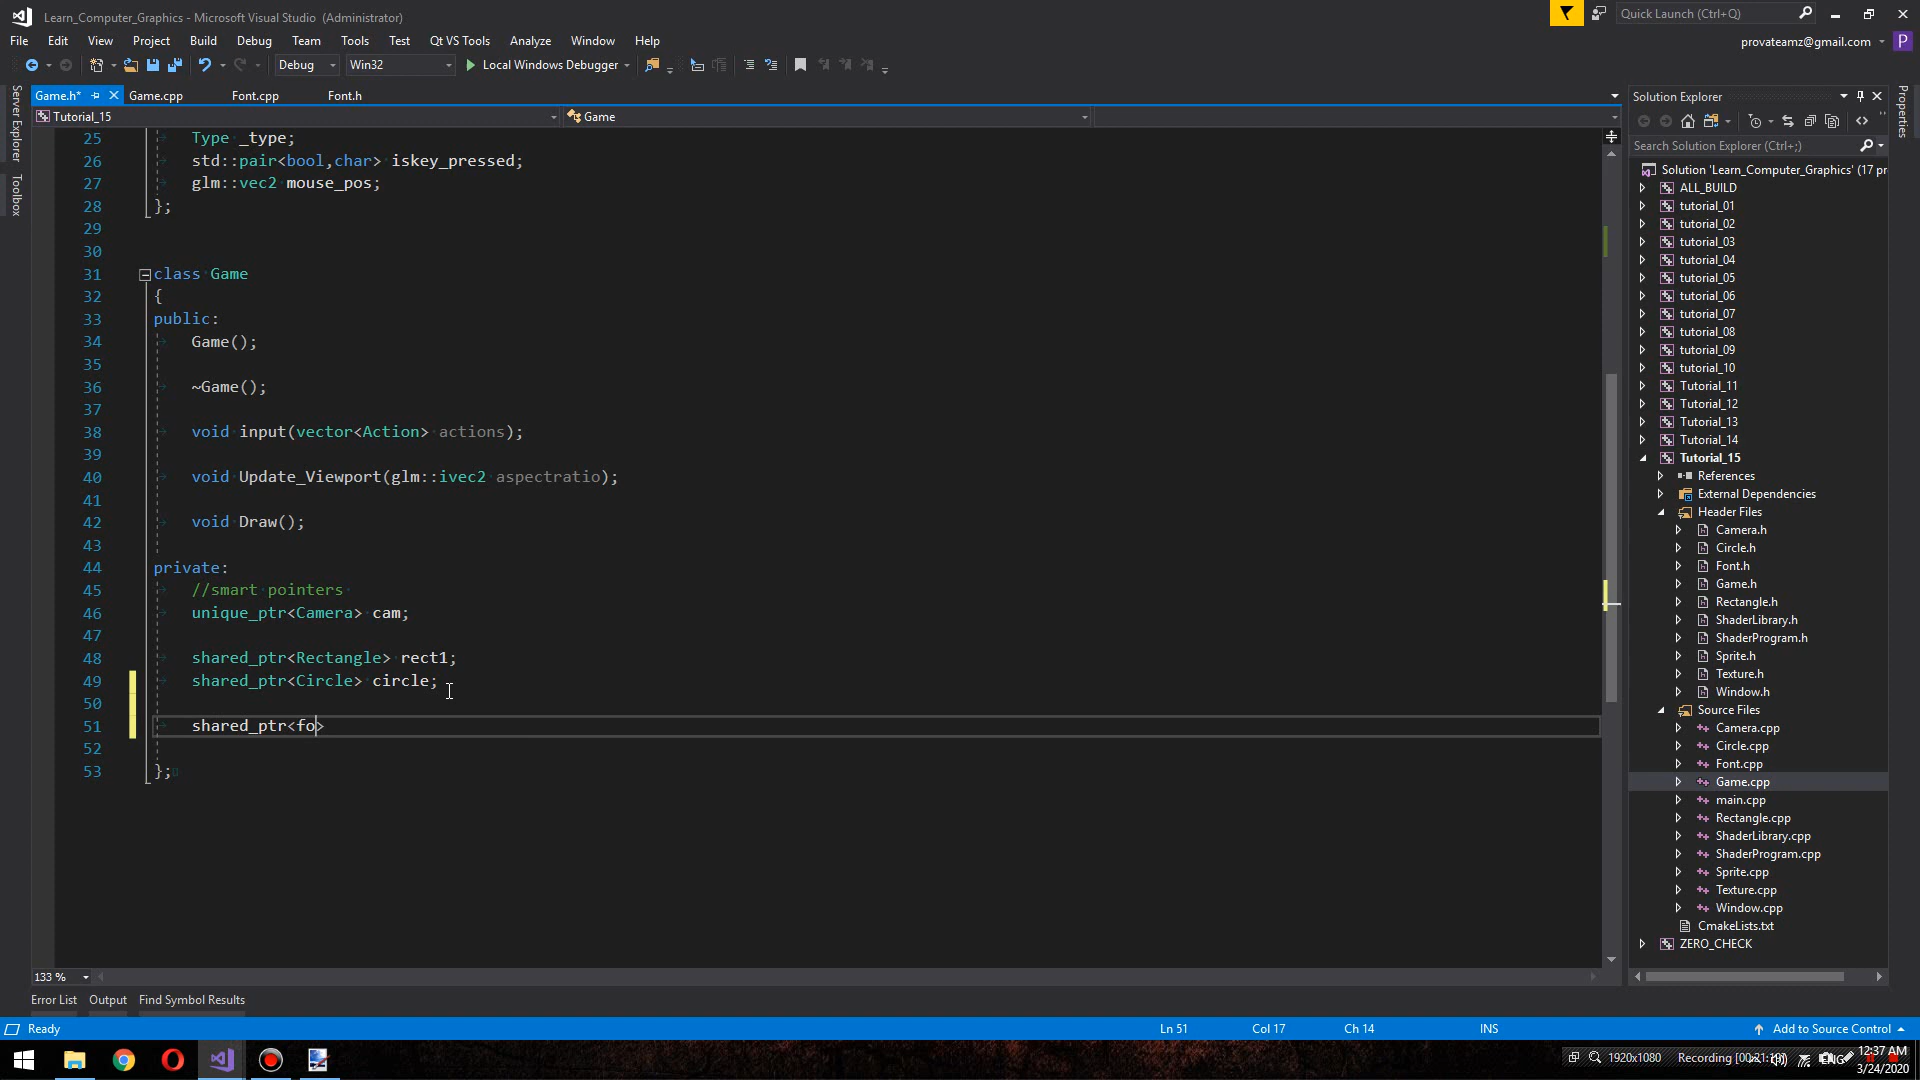 Learn_Computer_Graphics - Microsoft Visual Studio (Administrator)
Quick Launch (Ctrl+Q)
File Edit View Project Build Debug Team Tools Test Qt VS Tools Analyze Window Help
provateamz@gmail.com P
Debug Win32 Local Windows Debugger
Server Explorer
Toolbox
Game.h* Game.cpp Font.cpp Font.h
Tutorial_15 Game
25 Type _type;
26 std::pair<bool,char> iskey_pressed;
27 glm::vec2 mouse_pos;
28 };
29
30
31 class Game
32 {
33 public:
34 Game();
35
36 ~Game();
37
38 void input(vector<Action> actions);
39
40 void Update_Viewport(glm::ivec2 aspectratio);
41
42 void Draw();
43
44 private:
45 //smart pointers
46 unique_ptr<Camera> cam;
47
48 shared_ptr<Rectangle> rect1;
49 shared_ptr<Circle> circle;
50
51 shared_ptr<fo>
52
53 };
133 %
Error List Output Find Symbol Results
Ready Ln 51 Col 17 Ch 14 INS Add to Source Control
Solution Explorer
Search Solution Explorer (Ctrl+;)
Solution 'Learn_Computer_Graphics' (17 pr
ALL_BUILD
tutorial_01
tutorial_02
tutorial_03
tutorial_04
tutorial_05
tutorial_06
tutorial_07
tutorial_08
tutorial_09
tutorial_10
Tutorial_11
Tutorial_12
Tutorial_13
Tutorial_14
Tutorial_15
References
External Dependencies
Header Files
Camera.h
Circle.h
Font.h
Game.h
Rectangle.h
ShaderLibrary.h
ShaderProgram.h
Sprite.h
Texture.h
Window.h
Source Files
Camera.cpp
Circle.cpp
Font.cpp
Game.cpp
main.cpp
Rectangle.cpp
ShaderLibrary.cpp
ShaderProgram.cpp
Sprite.cpp
Texture.cpp
Window.cpp
CmakeLists.txt
ZERO_CHECK
Properties
1920x1080 Recording ENG 12:37 AM
3/24/2020